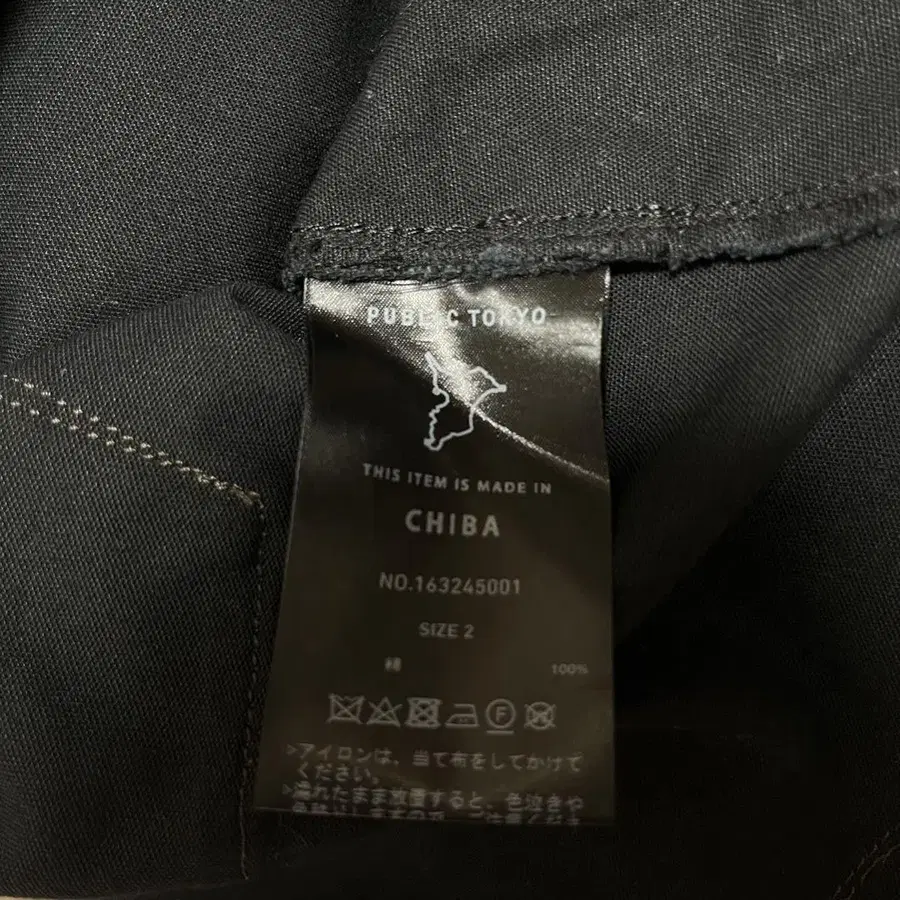 PUBLIC TOKYO
THIS ITEM IS MADE IN
CHIBA
NO.163245001
SIZE 2
綿 100%
F
>アイロンは、当て布をしてかけて
ください。
>濡れたまま放置すると、色泣きや